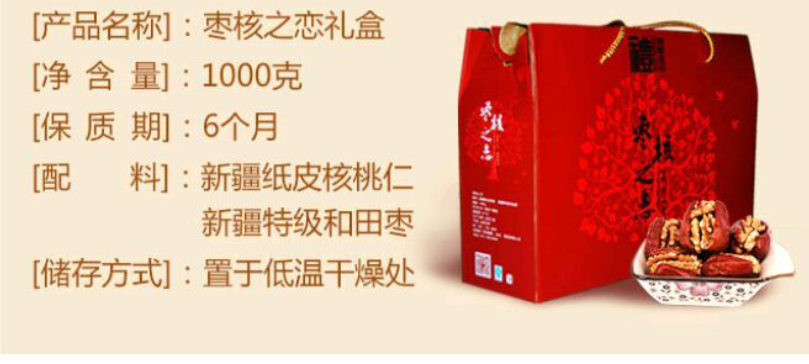 [产品名称]：枣核之恋礼盒
[净含量]：1000克
[保质期]：6个月
[配料]：新疆纸皮核桃仁
新疆特级和田枣
[储存方式]：置于低温干燥处
禮
枣核之恋
枣核之恋